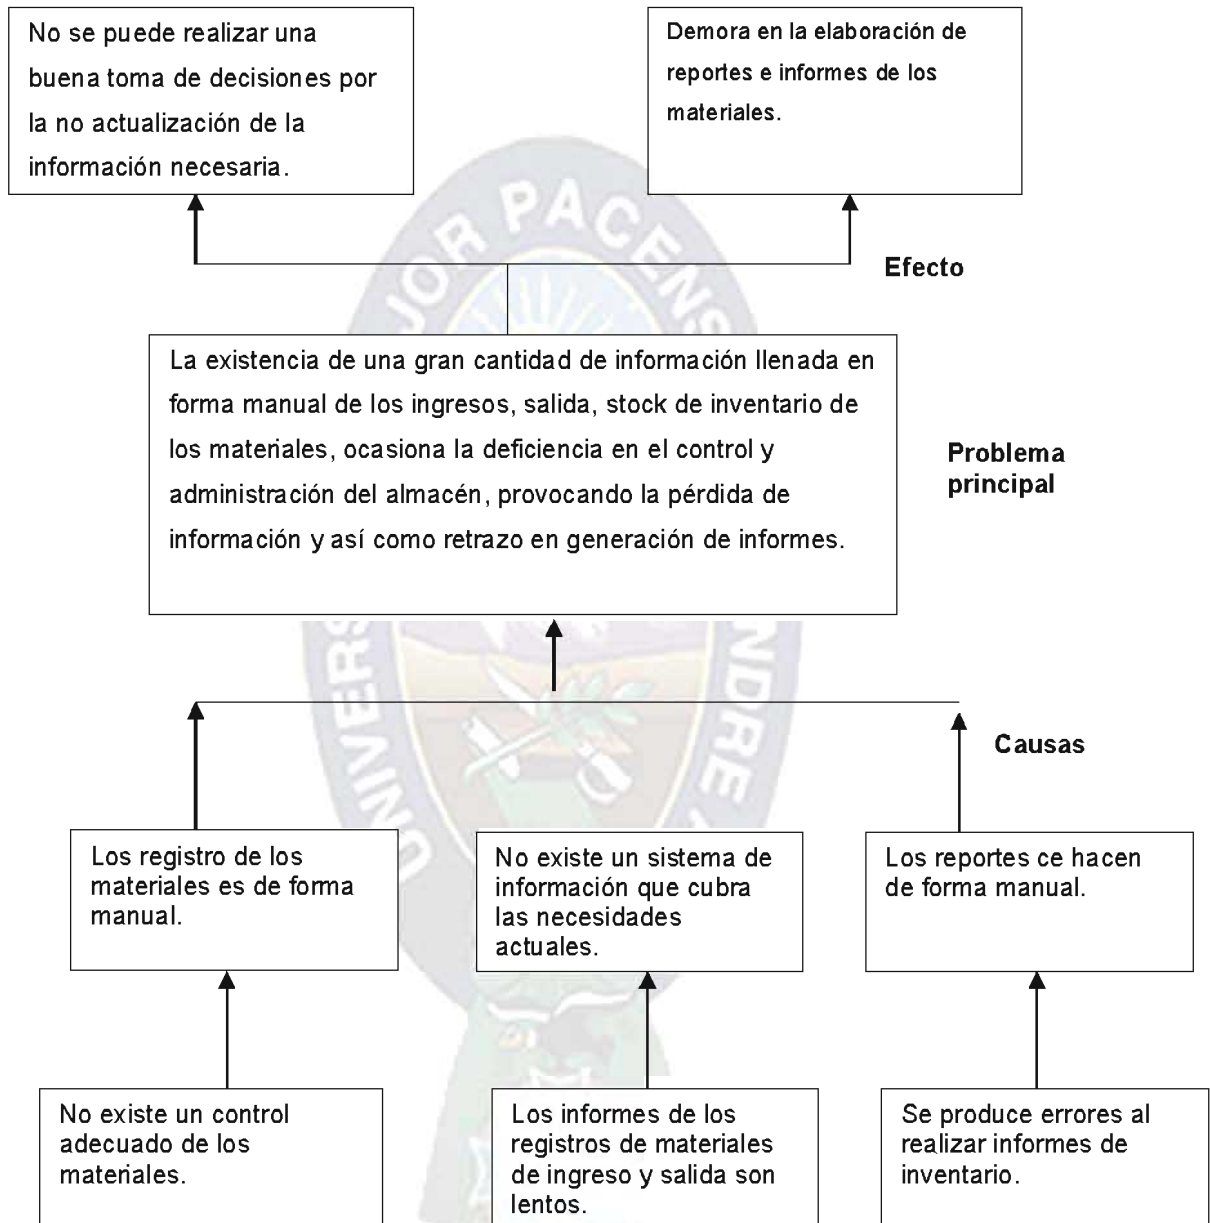 No se puede realizar una
buena toma de decisiones por
la no actualización de la
información necesaria.
Demora en la elaboración de
reportes e informes de los
materiales.
Efecto
La existencia de una gran cantidad de información llenada en
forma manual de los ingresos, salida, stock de inventario de
los materiales, ocasiona la deficiencia en el control y
administración del almacén, provocando la pérdida de
información y así como retrazo en generación de informes.
Problema
principal
Causas
Los registro de los
materiales es de forma
manual.
No existe un sistema de
información que cubra
las necesidades
actuales.
Los reportes ce hacen
de forma manual.
No existe un control
adecuado de los
materiales.
Los informes de los
registros de materiales
de ingreso y salida son
lentos.
Se produce errores al
realizar informes de
inventario.